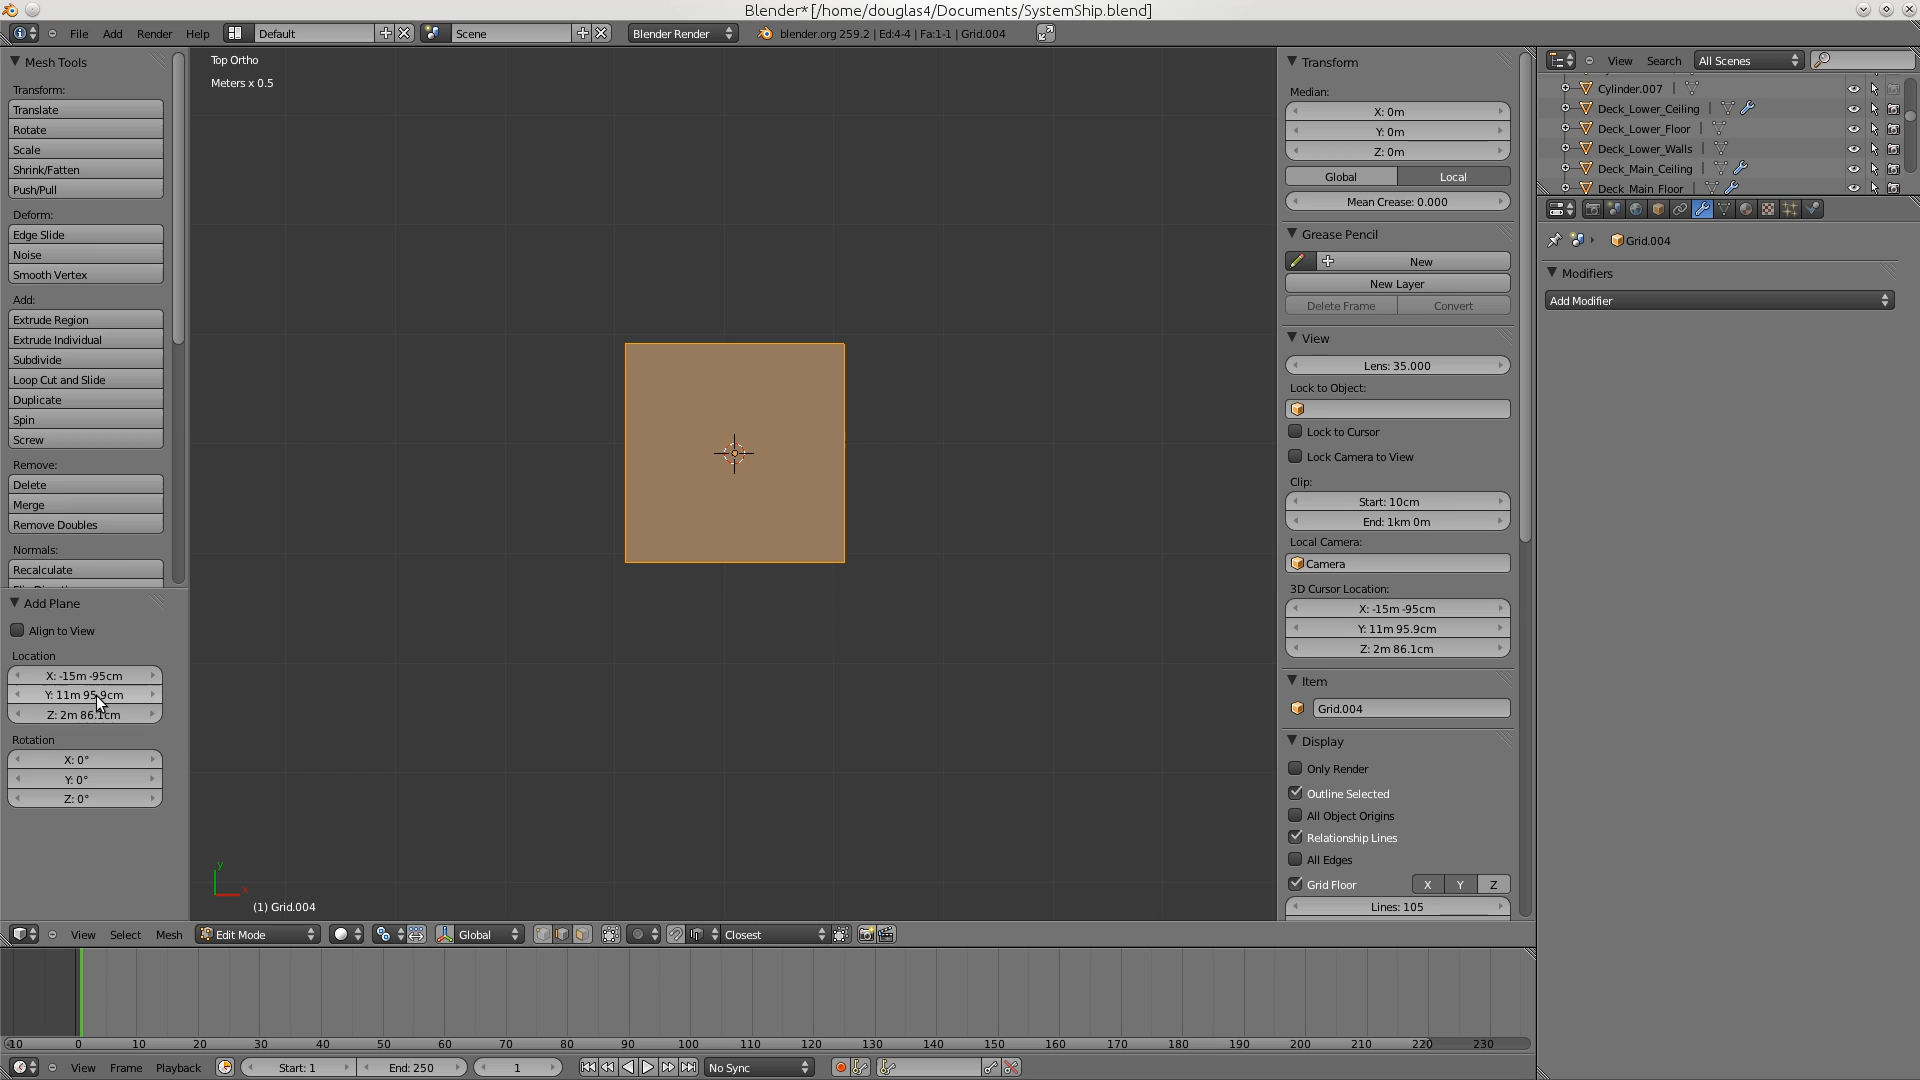 Blender* [/home/douglas4/Documents/SystemShip.blend]
File Add Render Help Default Scene Blender Render blender.org 259.2 | Ed:4-4 | Fa:1-1 | Grid.004
Mesh Tools
Transform:
Translate
Rotate
Scale
Shrink/Fatten
Push/Pull
Deform:
Edge Slide
Noise
Smooth Vertex
Add:
Extrude Region
Extrude Individual
Subdivide
Loop Cut and Slide
Duplicate
Spin
Screw
Remove:
Delete
Merge
Remove Doubles
Normals:
Recalculate
Add Plane
Align to View
Location
X: -15m -95cm
Y: 11m 95.9cm
Z: 2m 86.1cm
Rotation
X: 0°
Y: 0°
Z: 0°
Top Ortho
Meters x 0.5
y
x
(1) Grid.004
Transform
Median:
X: 0m
Y: 0m
Z: 0m
Global Local
Mean Crease: 0.000
Grease Pencil
New
New Layer
Delete Frame Convert
View
Lens: 35.000
Lock to Object:
Lock to Cursor
Lock Camera to View
Clip:
Start: 10cm
End: 1km 0m
Local Camera:
Camera
3D Cursor Location:
X: -15m -95cm
Y: 11m 95.9cm
Z: 2m 86.1cm
Item
Grid.004
Display
Only Render
Outline Selected
All Object Origins
Relationship Lines
All Edges
Grid Floor X Y Z
Lines: 105
View Search All Scenes
Cylinder.007
Deck_Lower_Ceiling
Deck_Lower_Floor
Deck_Lower_Walls
Deck_Main_Ceiling
Deck_Main_Floor
Grid.004
Modifiers
Add Modifier
View Select Mesh Edit Mode Global Closest
-10 0 10 20 30 40 50 60 70 80 90 100 110 120 130 140 150 160 170 180 190 200 210 220 230
View Frame Playback Start: 1 End: 250 1 No Sync